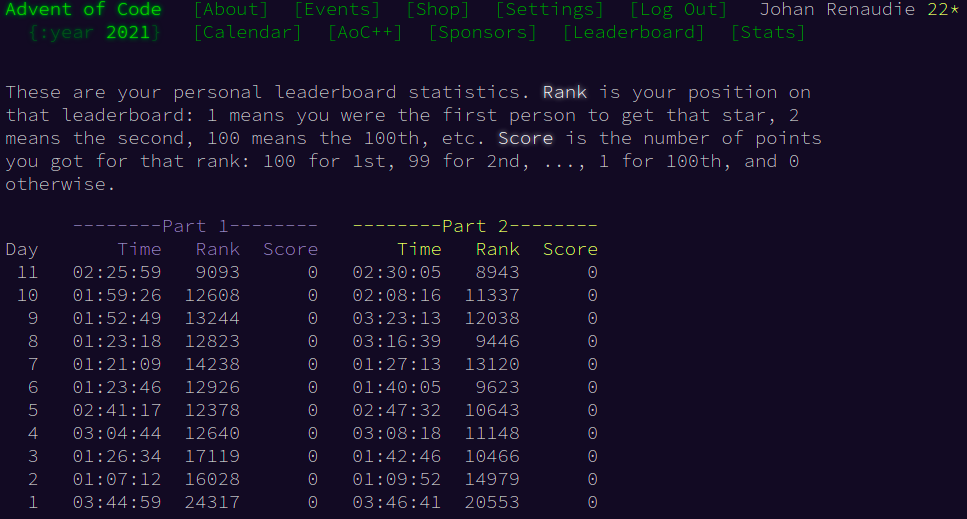 Advent of Code [About] [Events] [Shop] [Settings] [Log Out] Johan Renaudie 22*
{:year 2021} [Calendar] [AoC++] [Sponsors] [Leaderboard] [Stats]
These are your personal leaderboard statistics. Rank is your position on
that leaderboard: 1 means you were the first person to get that star, 2
means the second, 100 means the 100th, etc. Score is the number of points
you got for that rank: 100 for 1st, 99 for 2nd, ..., 1 for 100th, and 0
otherwise.
--------Part 1-------- --------Part 2--------
Day Time Rank Score Time Rank Score
11 02:25:59 9093 0 02:30:05 8943 0
10 01:59:26 12608 0 02:08:16 11337 0
9 01:52:49 13244 0 03:23:13 12038 0
8 01:23:18 12823 0 03:16:39 9446 0
7 01:21:09 14238 0 01:27:13 13120 0
6 01:23:46 12926 0 01:40:05 9623 0
5 02:41:17 12378 0 02:47:32 10643 0
4 03:04:44 12640 0 03:08:18 11148 0
3 01:26:34 17119 0 01:42:46 10466 0
2 01:07:12 16028 0 01:09:52 14979 0
1 03:44:59 24317 0 03:46:41 20553 0